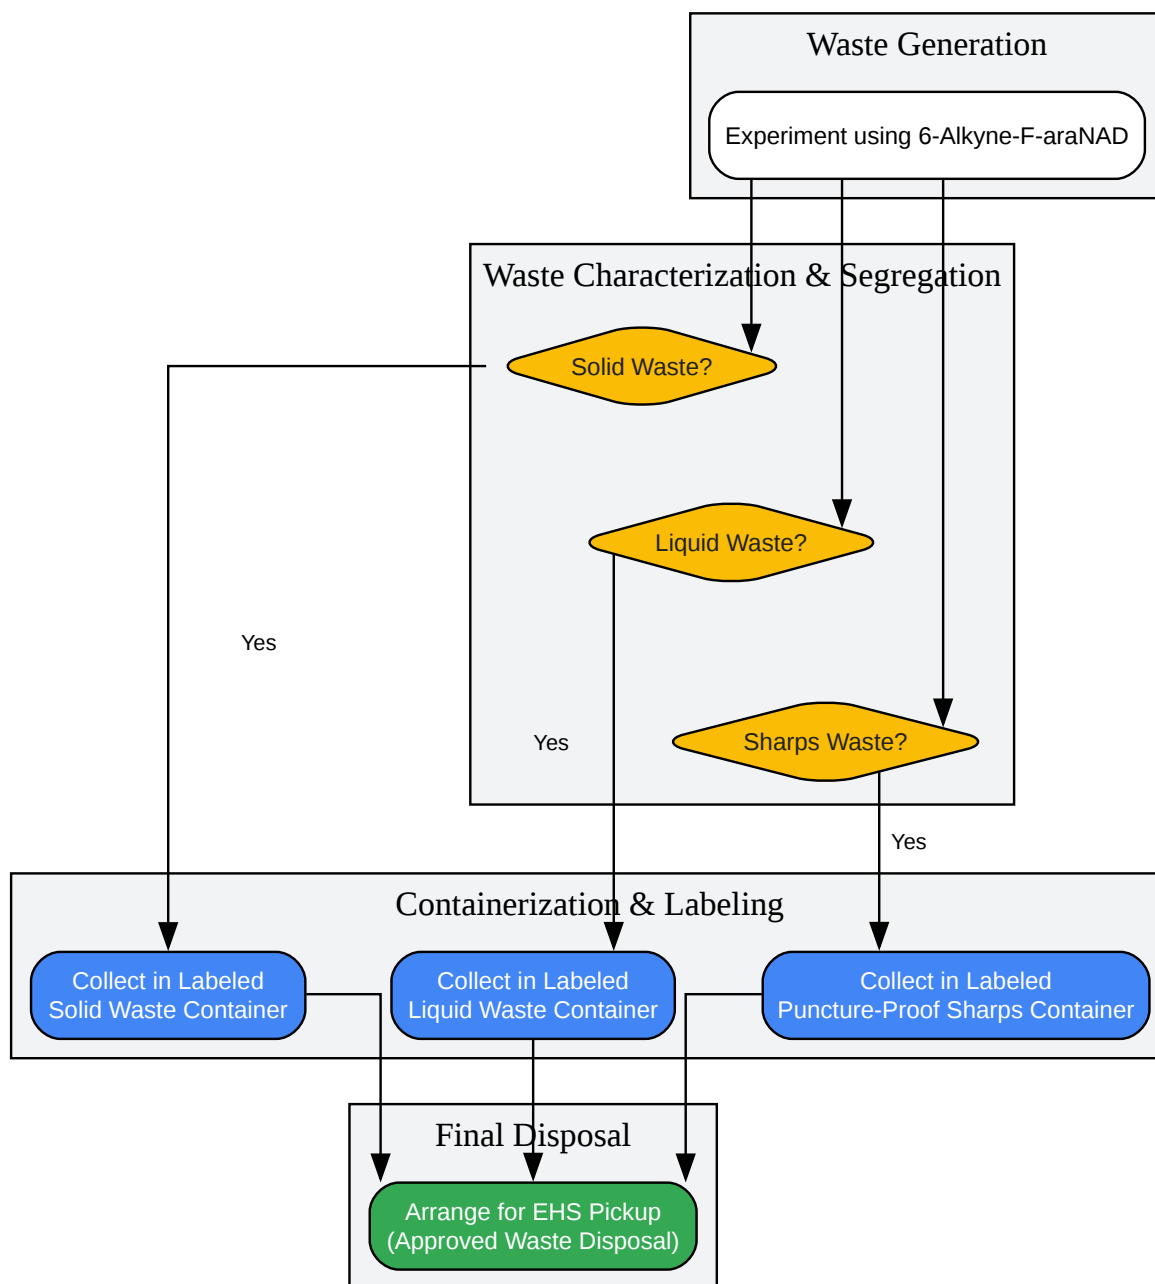 Waste Generation
Experiment using 6-Alkyne-F-araNAD
Waste Characterization & Segregation
Solid Waste?
Liquid Waste?
Yes
Sharps Waste?
Yes
Yes
Containerization & Labeling
Collect in Labeled
Solid Waste Container
Collect in Labeled
Liquid Waste Container
Collect in Labeled
Puncture-Proof Sharps Container
Final Disposal
Arrange for EHS Pickup
(Approved Waste Disposal)